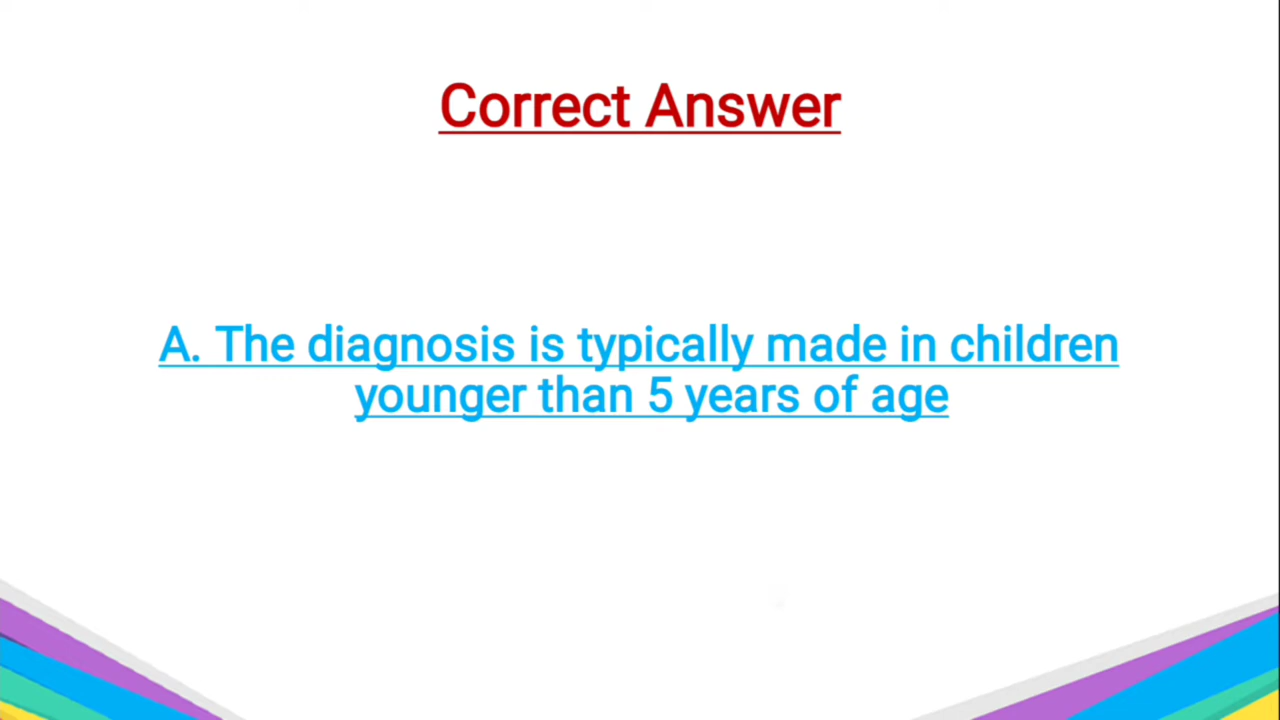 Correct Answer
A. The diagnosis is typically made in children
younger than 5 years of age